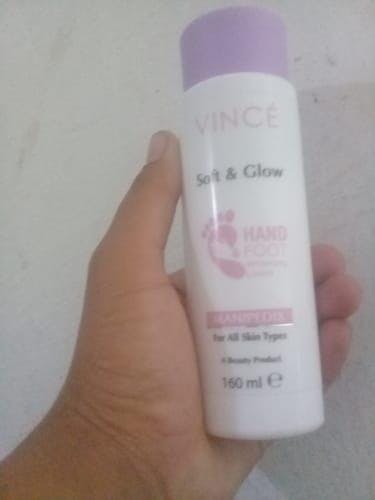 VINCÉ
Soft & Glow
HAND
FOOT
MANIPEDIX
For All Skin Types
A Beauty Product
160 ml ℮